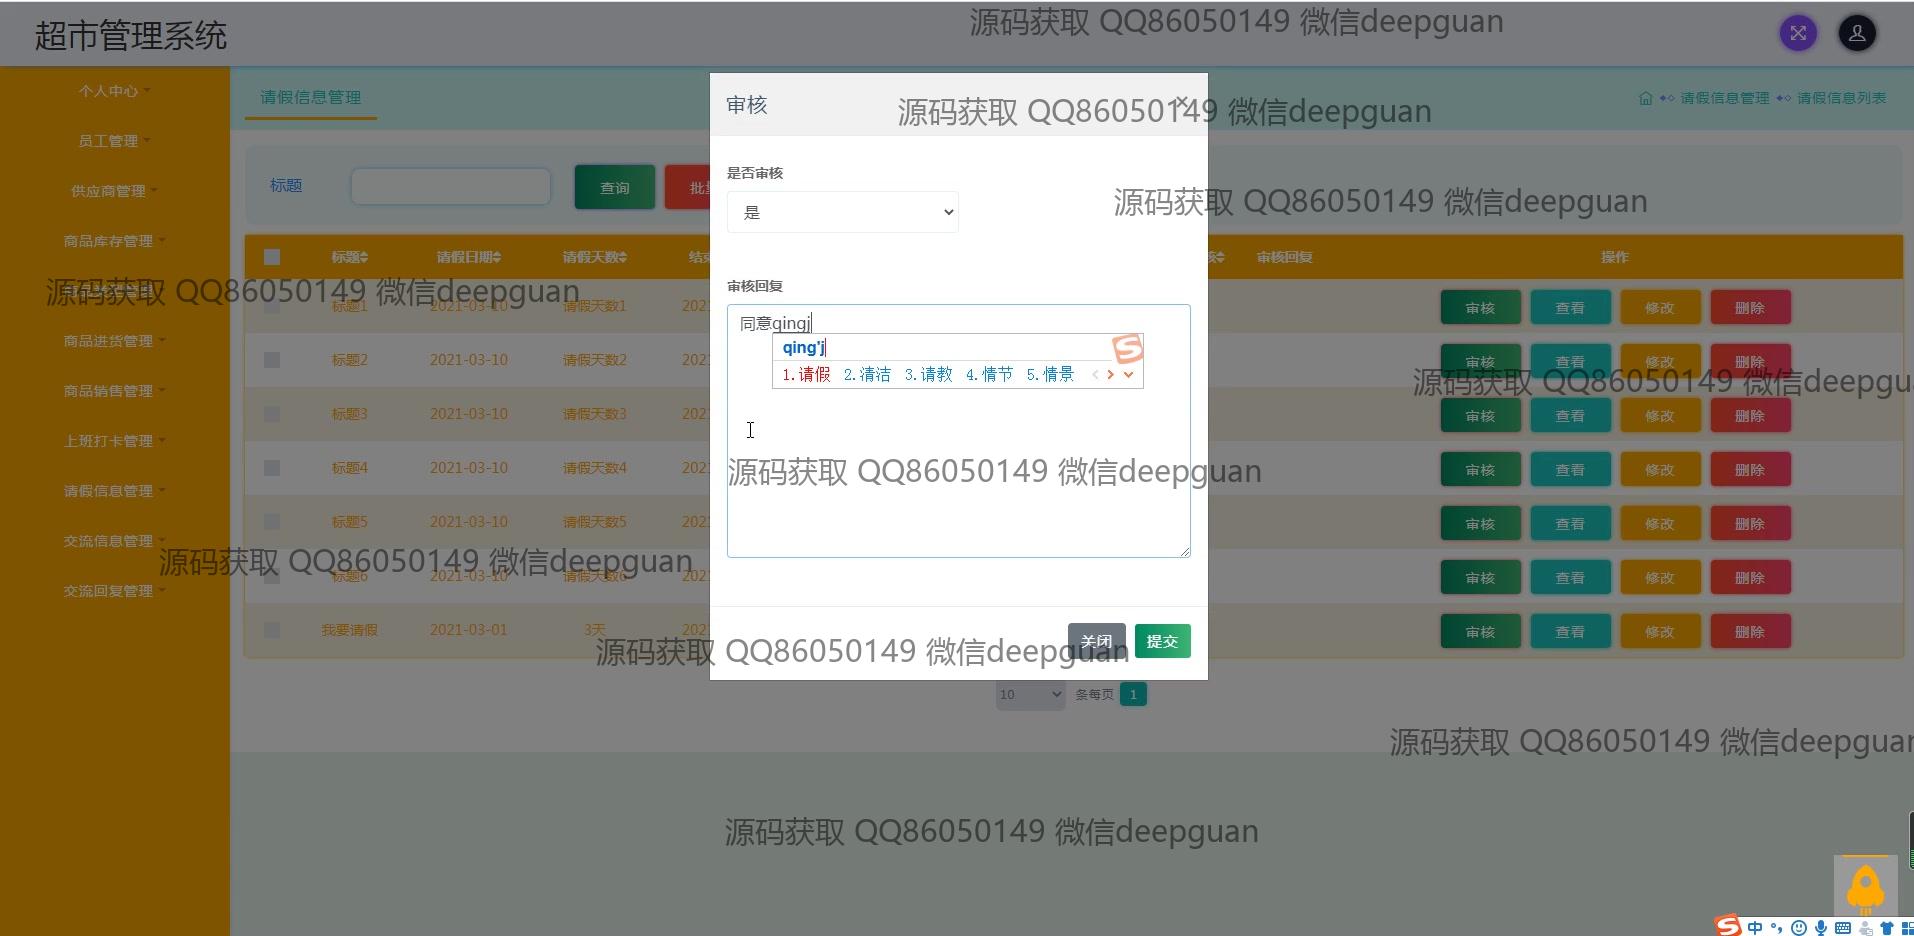 超市管理系统
源码获取 QQ86050149 微信deepguan
个人中心
员工管理
供应商管理
商品库存管理
商品进货管理
商品销售管理
上班打卡管理
请假信息管理
交流信息管理
交流回复管理
请假信息管理
请假信息管理 请假信息列表
标题
查询
标题 请假日期 请假天数 审核回复 操作
标题1 2021-03-10 请假天数1 2021 审核 查看 修改 删除
标题2 2021-03-10 请假天数2 2021 审核 查看 修改 删除
标题3 2021-03-10 请假天数3 2021 审核 查看 修改 删除
标题4 2021-03-10 请假天数4 2021 审核 查看 修改 删除
标题5 2021-03-10 请假天数5 2021 审核 查看 修改 删除
标题6 2021-03-10 请假天数6 2021 审核 查看 修改 删除
我要请假 2021-03-01 3天 2021 审核 查看 修改 删除
10 条每页 1
审核
源码获取 QQ86050149 微信deepguan
是否审核
是
源码获取 QQ86050149 微信deepguan
审核回复
源码获取 QQ86050149 微信deepguan
同意qingj
qing'j
1.请假 2.清洁 3.请教 4.情节 5.情景
源码获取 QQ86050149 微信deepgu
源码获取 QQ86050149 微信deepguan
源码获取 QQ86050149 微信deepguan
关闭 提交
源码获取 QQ86050149 微信deepguan
源码获取 QQ86050149 微信deepguan
源码获取 QQ86050149 微信deepguan
中